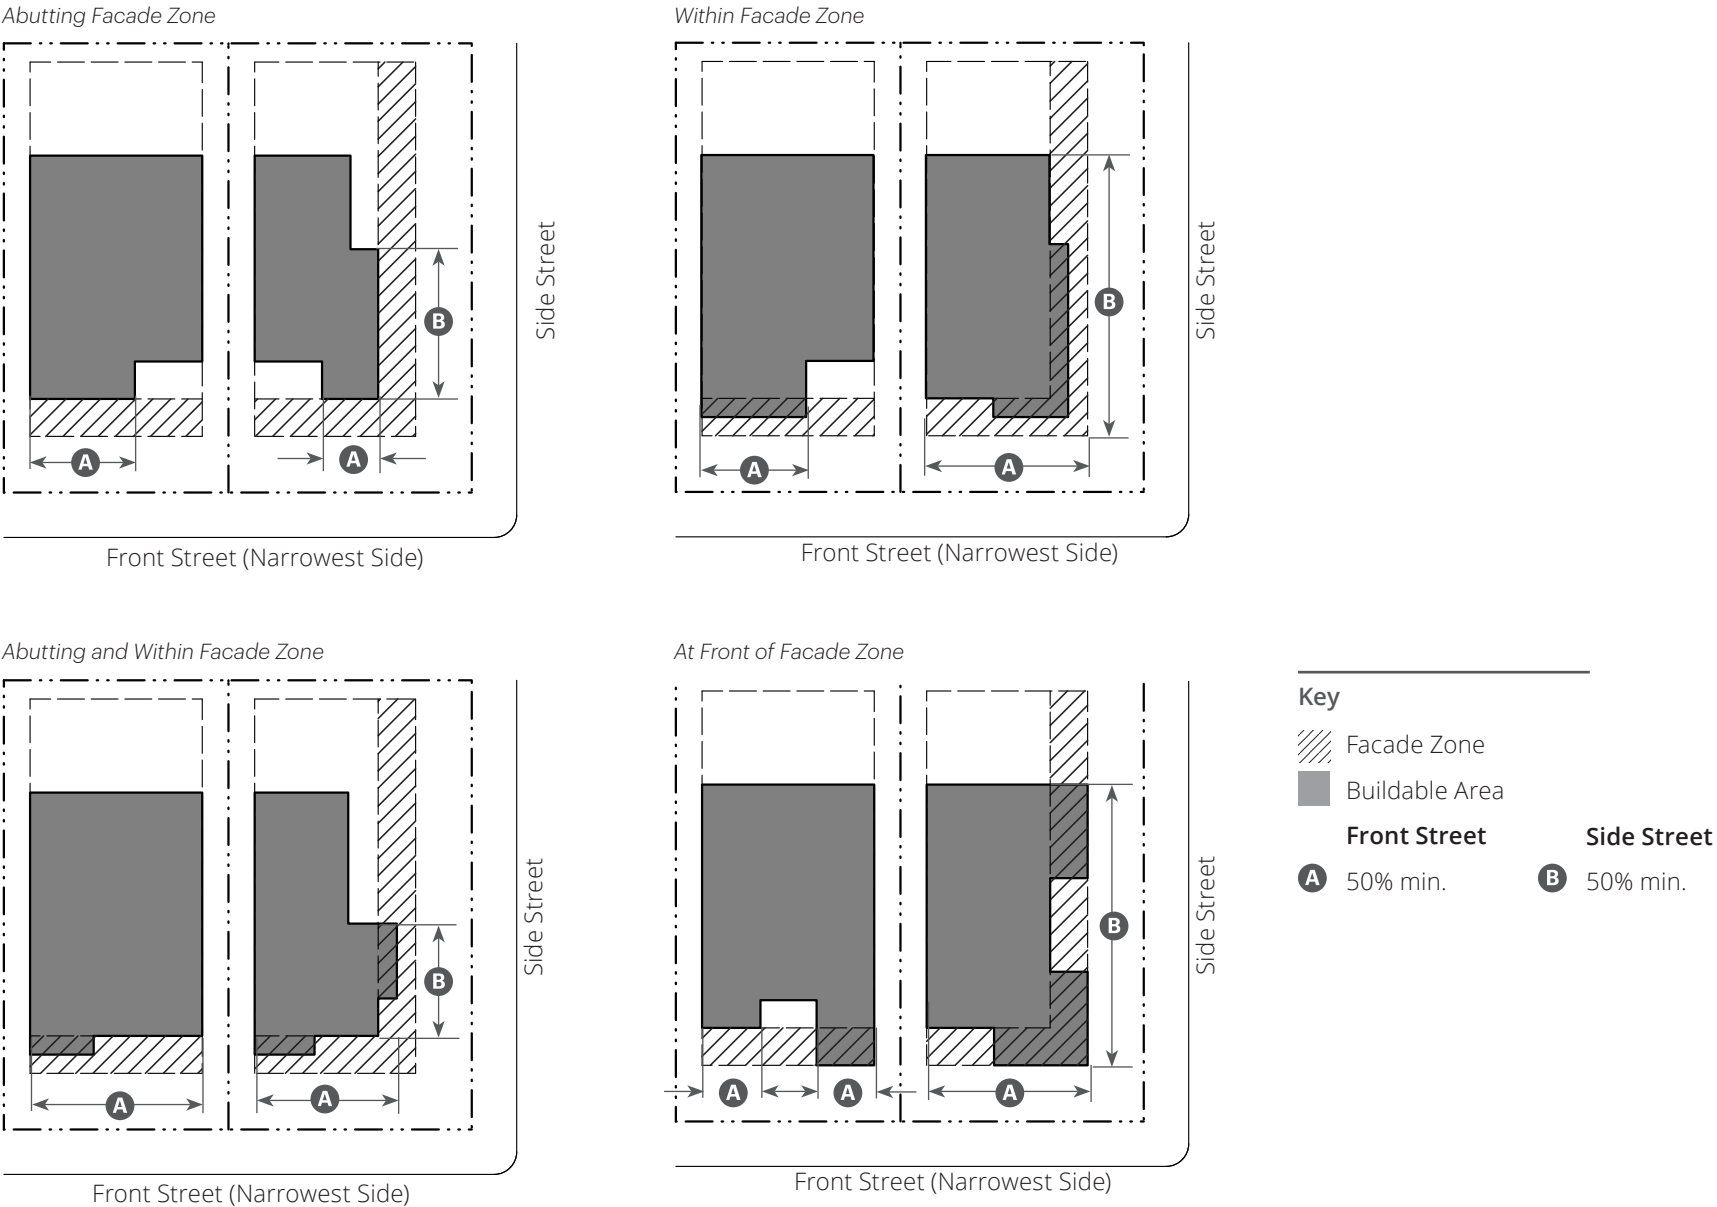 Abutting Facade Zone
B
A
A
Side Street
Front Street (Narrowest Side)
Within Facade Zone
B
A
A
Side Street
Front Street (Narrowest Side)
Abutting and Within Facade Zone
B
A
A
Side Street
Front Street (Narrowest Side)
At Front of Facade Zone
B
A
A
A
Side Street
Front Street (Narrowest Side)
Key
Facade Zone
Buildable Area
Front Street Side Street
A 50% min. B 50% min.